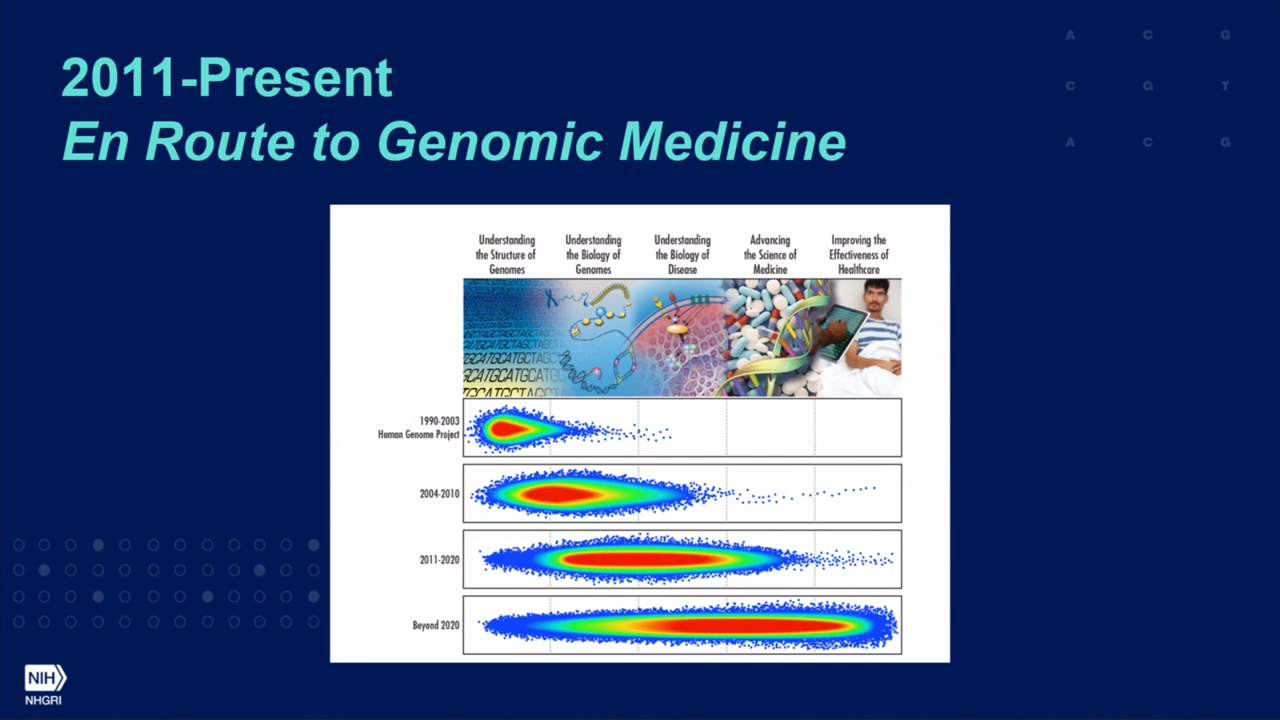 2011-Present
En Route to Genomic Medicine
A C G
C G T
A C G
Understanding
the Structure of
Genomes
Understanding
the Biology of
Genomes
Understanding
the Biology of
Disease
Advancing
the Science of
Medicine
Improving the
Effectiveness of
Healthcare
1990-2003
Human Genome Project
2004-2010
2011-2020
Beyond 2020
NIH
NHGRI